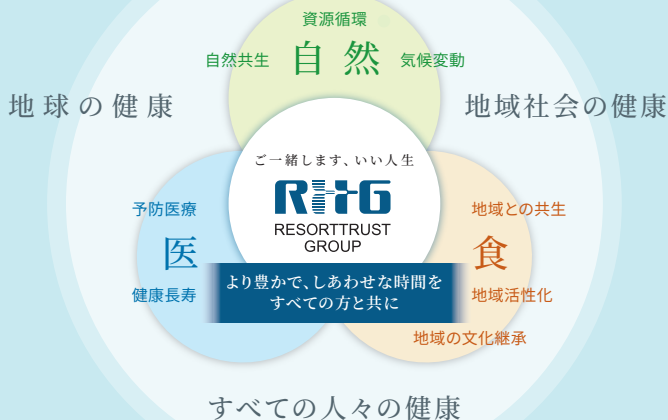 資源循環
自然共生
自然
気候変動
地球の健康
地域社会の健康
ご一緒します、いい人生
RTTG
RESORTTRUST
GROUP
予防医療
医
健康長寿
地域との共生
食
地域活性化
地域の文化継承
より豊かで、しあわせな時間を
すべての方と共に
すべての人々の健康